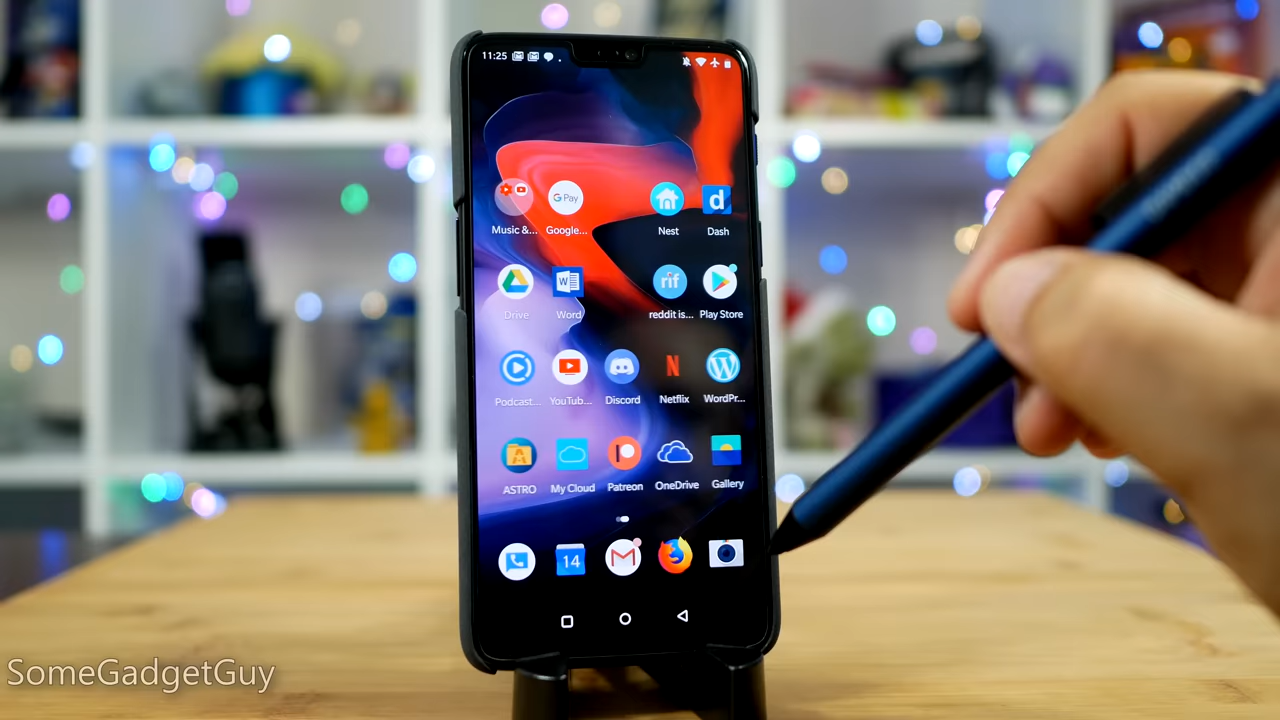 11:25
G Pay d
Music &... Google... Nest Dash
W rif
Drive Word reddit is... Play Store
N
Podcast... YouTub... Discord Netflix WordPr...
ASTRO My Cloud Patreon OneDrive Gallery
14
SomeGadgetGuy